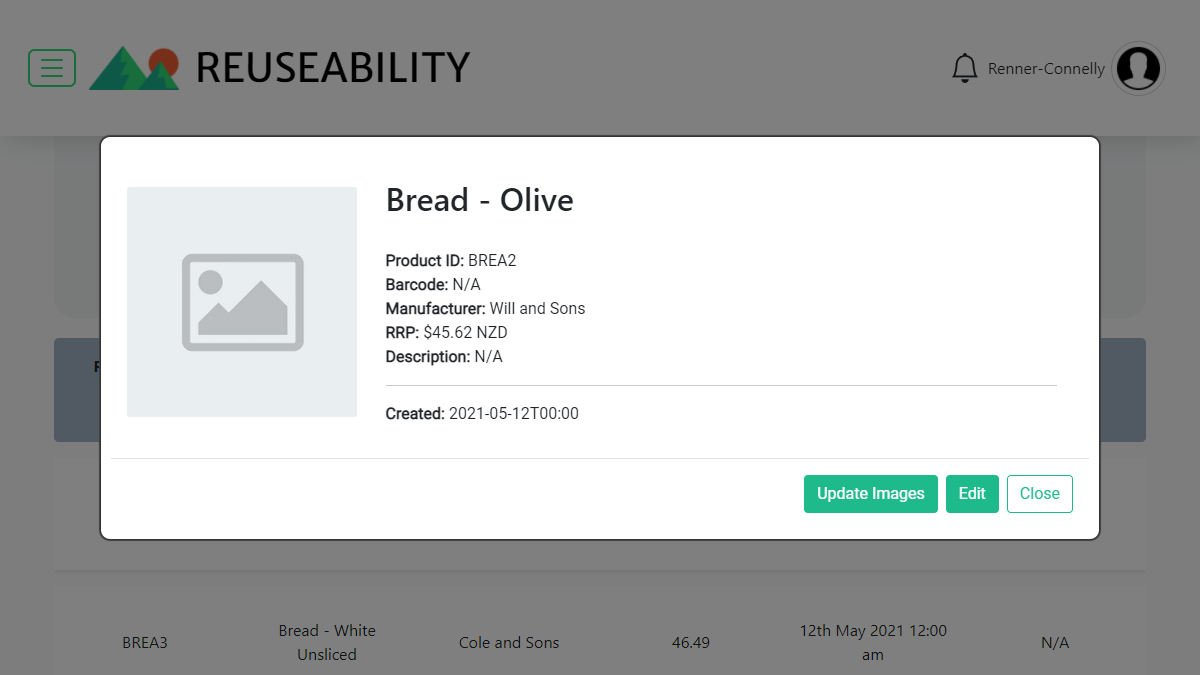 REUSEABILITY
Renner-Connelly
Bread - Olive
Product ID: BREA2
Barcode: N/A
Manufacturer: Will and Sons
RRP: $45.62 NZD
Description: N/A
Created: 2021-05-12T00:00
Update Images Edit Close
BREA3 Bread - White Unsliced Cole and Sons 46.49 12th May 2021 12:00 am N/A